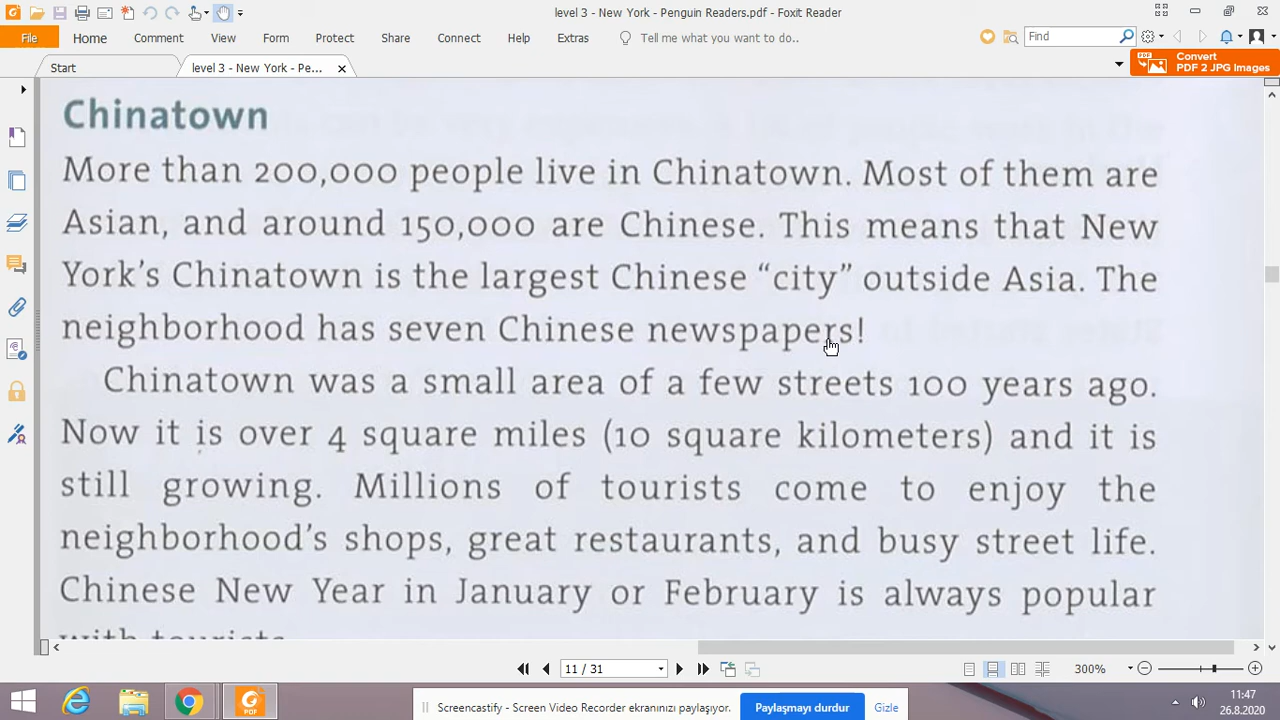 level 3 - New York - Penguin Readers.pdf - Foxit Reader
File Home Comment View Form Protect Share Connect Help Extras Tell me what you want to do.. Find
Start level 3 - New York - Pe... Convert
PDF 2 JPG Images
Chinatown
More than 200,000 people live in Chinatown. Most of them are
Asian, and around 150,000 are Chinese. This means that New
York's Chinatown is the largest Chinese "city" outside Asia. The
neighborhood has seven Chinese newspapers!
Chinatown was a small area of a few streets 100 years ago.
Now it is over 4 square miles (10 square kilometers) and it is
still growing. Millions of tourists come to enjoy the
neighborhood's shops, great restaurants, and busy street life.
Chinese New Year in January or February is always popular
with tourists
11 / 31 300%
PDF Screencastify - Screen Video Recorder ekranınızı paylaşıyor. Paylaşmayı durdur Gizle 11:47
26.8.2020